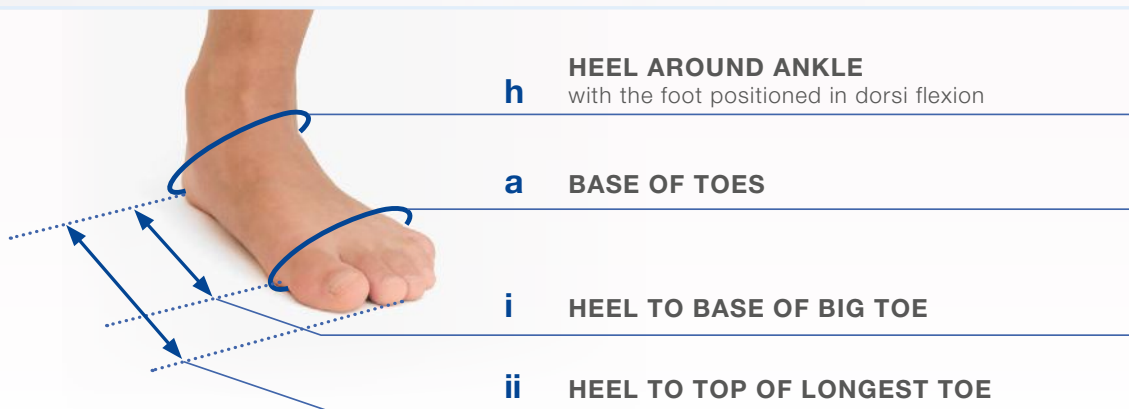 HEEL AROUND ANKLE
h with the foot positioned in dorsi flexion
a BASE OF TOES
i HEEL TO BASE OF BIG TOE
ii HEEL TO TOP OF LONGEST TOE